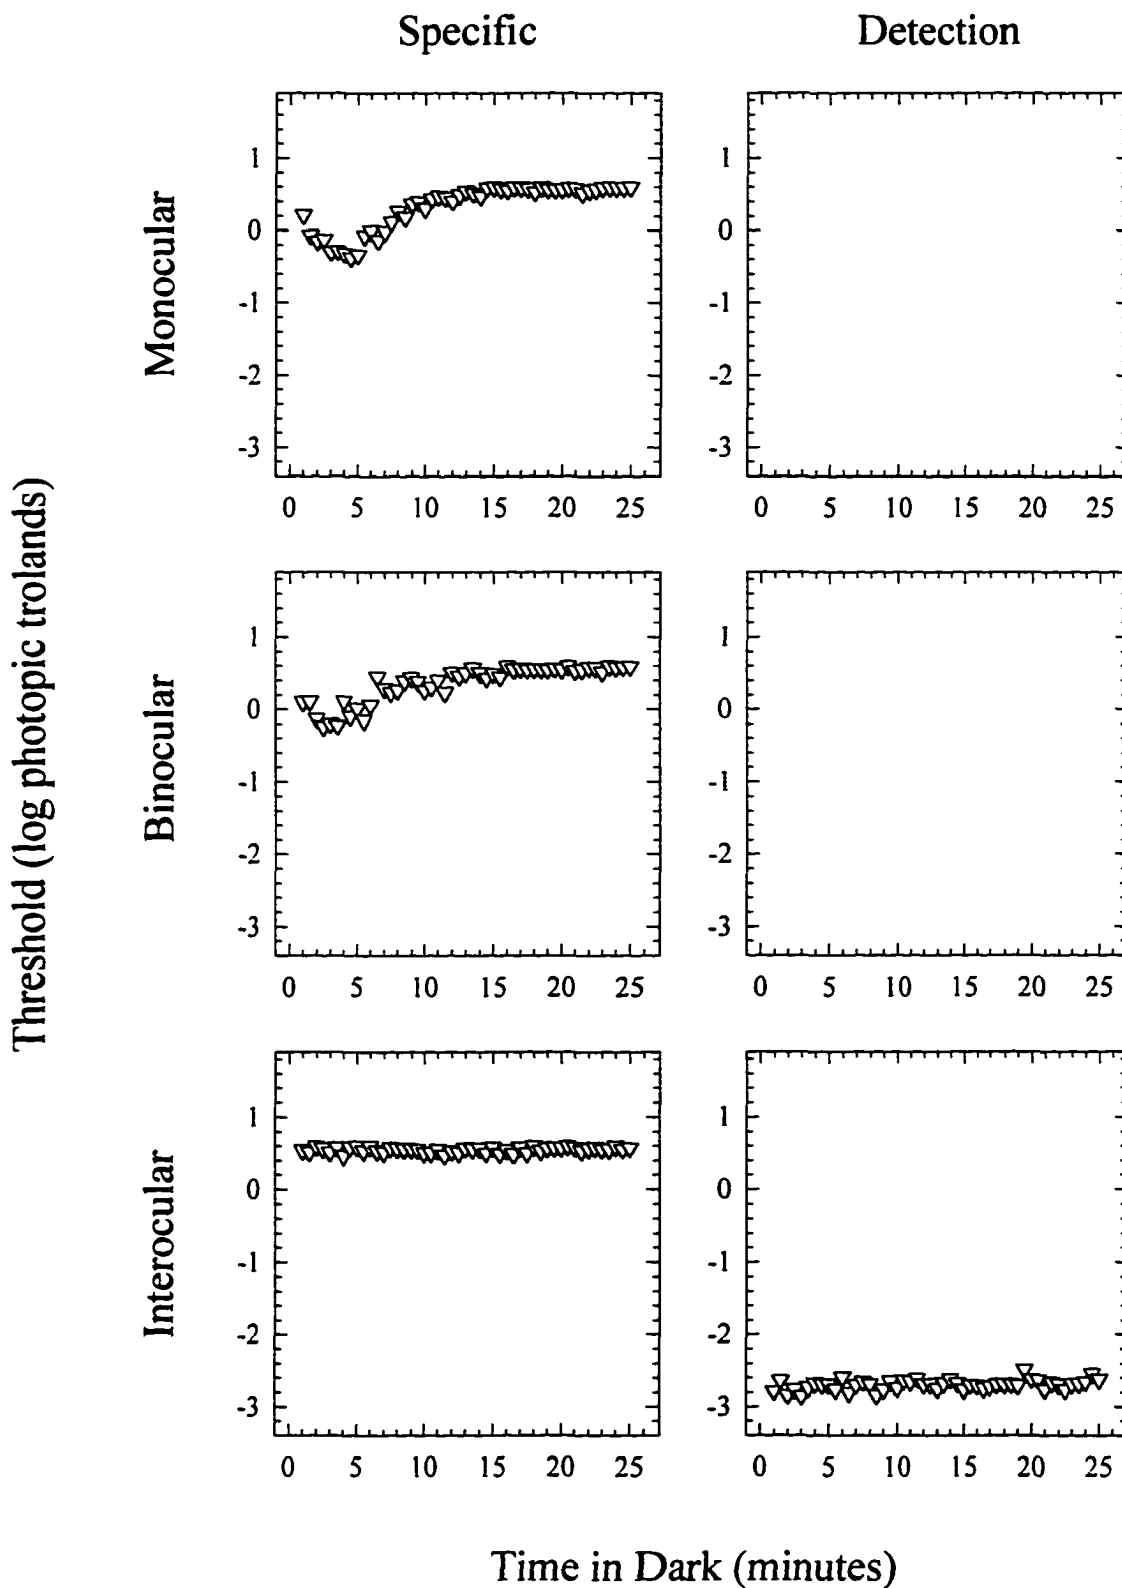 Specific Detection
Threshold (log photopic trolands)
Monocular
1 0 -1 -2 -3
0 5 10 15 20 25
1 0 -1 -2 -3
0 5 10 15 20 25
Binocular
1 0 -1 -2 -3
0 5 10 15 20 25
1 0 -1 -2 -3
0 5 10 15 20 25
Interocular
1 0 -1 -2 -3
0 5 10 15 20 25
1 0 -1 -2 -3
0 5 10 15 20 25
Time in Dark (minutes)